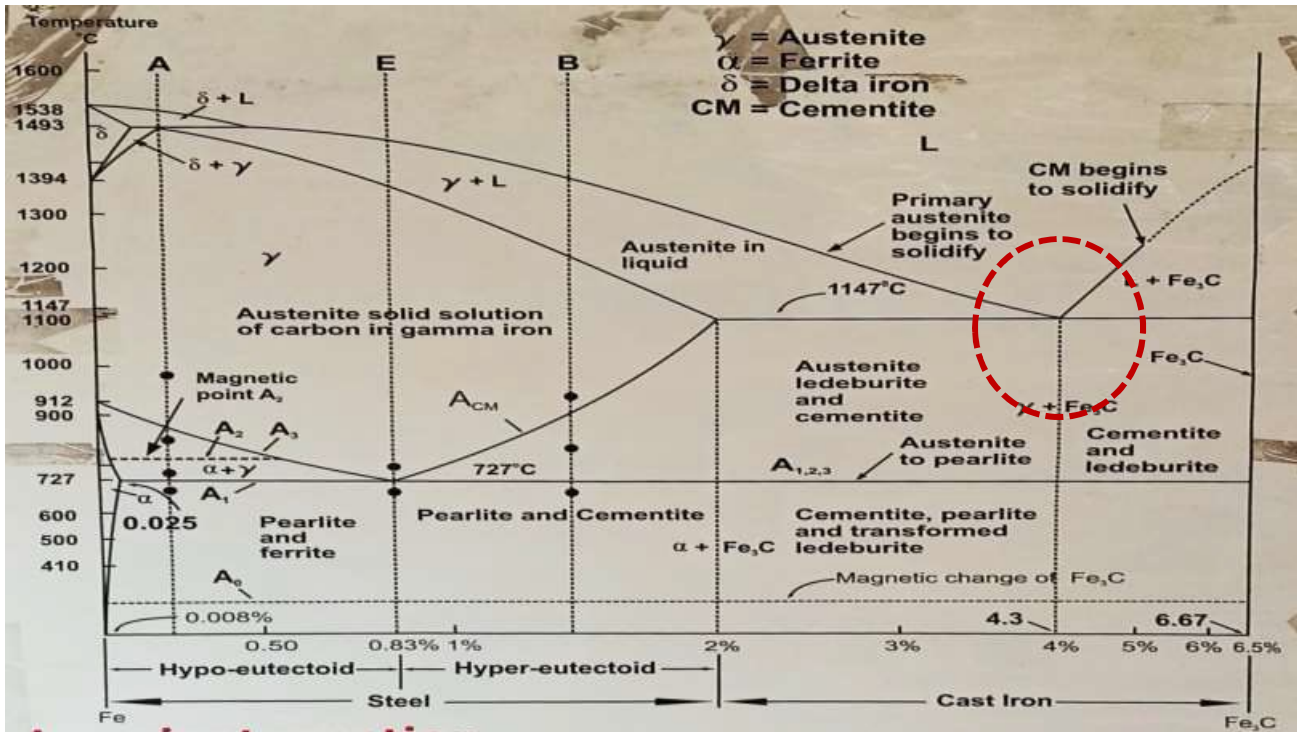 Temperature
°C
γ = Austenite
α = Ferrite
δ = Delta iron
CM = Cementite
A
E
B
1600
1538
1493
1394
1300
1200
1147
1100
1000
912
900
727
600
500
410
δ + L
δ
δ + γ
γ + L
L
CM begins
to solidify
Primary
austenite
begins to
solidify
γ
Austenite in
liquid
+ Fe₃C
1147°C
Austenite solid solution
of carbon in gamma iron
Fe₃C
Magnetic
point A₂
Austenite
ledeburite
and
cementite
A_CM
γ + Fe₃C
A₂
A₃
Cementite
and
ledeburite
Austenite
to pearlite
α + γ
727°C
A₁,₂,₃
α
A₁
0.025
Pearlite
and
ferrite
Pearlite and Cementite
Cementite, pearlite
and transformed
ledeburite
α + Fe₃C
A₀
Magnetic change of Fe₃C
0.008%
4.3
6.67
0.50
0.83%
1%
2%
3%
4%
5%
6%
6.5%
Hypo-eutectoid
Hyper-eutectoid
Steel
Cast Iron
Fe
Fe₃C